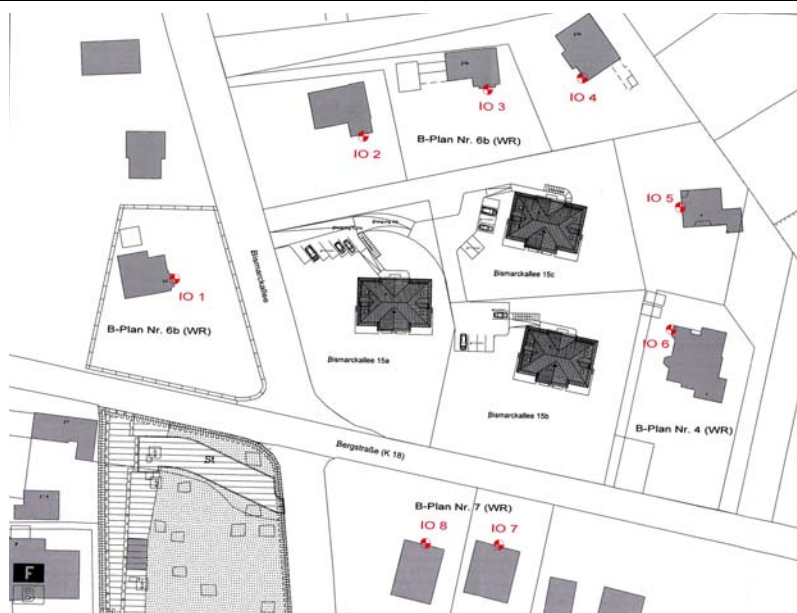 IO 4
IO 3
B-Plan Nr. 6b (WR)
IO 2
IO 5
Bismarckallee
Bismarckallee 15c
IO 1
B-Plan Nr. 6b (WR)
IO 6
Bismarckallee 15a
Bismarckallee 15b
B-Plan Nr. 4 (WR)
Bergstraße (K 18)
St
B-Plan Nr. 7 (WR)
IO 8
IO 7
F